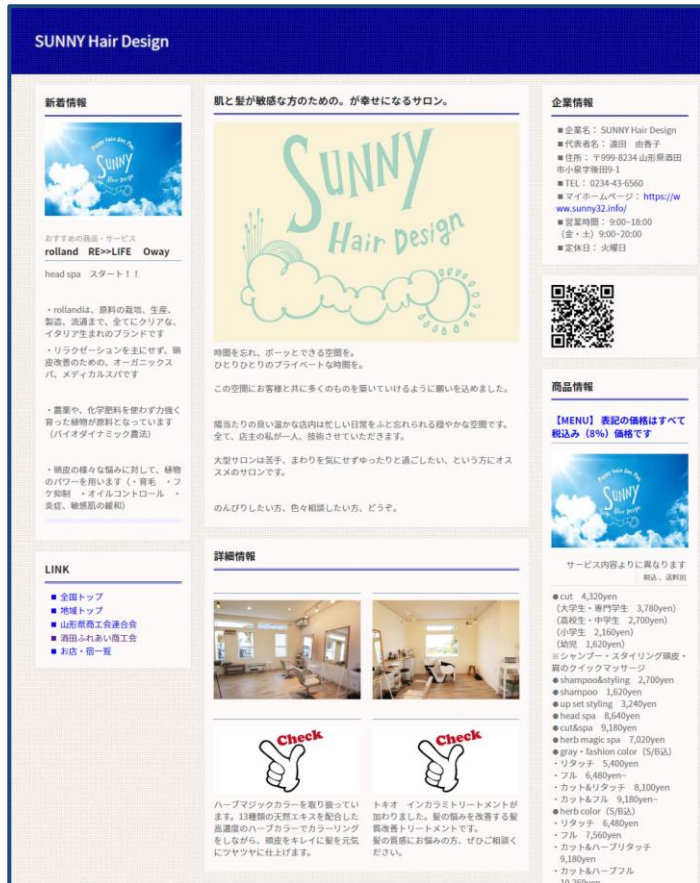 SUNNY Hair Design
新着情報
Sunny hair Bon Fun
SUNNY
Hair Design
おすすめの商品・サービス
rolland RE>>LIFE Oway
head spa スタート！！
・rollandは、原料の栽培、生産、
製造、流通まで、全てにクリアな、
イタリア生まれのブランドです
・リラクゼーションを主にせず、頭
皮改善のための、オーガニックス
パ、メディカルスパです
・農薬や、化学肥料を使わず力強く
育った植物が原料となっています
（バイオダイナミック農法）
・頭皮の様々な悩みに対して、植物
のパワーを用います（・育毛 ・フ
ケ抑制 ・オイルコントロール ・
炎症、敏感肌の緩和）
LINK
■ 全国トップ
■ 地域トップ
■ 山形県商工会連合会
■ 酒田ふれあい商工会
■ お店・宿一覧
肌と髪が敏感な方のための。が幸せになるサロン。
SUNNY
Hair Design
時間を忘れ、ボーッとできる空間を。
ひとりひとりのプライベートな時間を。
この空間にお客様と共に多くのものを築いていけるように願いを込めました。
陽当たりの良い温かな店内は忙しい日常をふと忘れられる穏やかな空間です。
全て、店主の私が一人、技術させていただきます。
大型サロンは苦手、まわりを気にせずゆったりと過ごしたい、という方にオス
スメのサロンです。
のんびりしたい方、色々相談したい方、どうぞ。
詳細情報
Check
Check
ハーブマジックカラーを取り扱ってい
ます。13種類の天然エキスを配合した
高濃度のハーブカラーでカラーリング
をしながら、頭皮をキレイに髪を元気
にツヤツヤに仕上げます。
トキオ インカラミトリートメントが
加わりました。髪の悩みを改善する髪
質改善トリートメントです。
髪の質感にお悩みの方、ぜひご相談く
ださい。
企業情報
■企業名： SUNNY Hair Design
■代表者名： 遠田 由香子
■住所： 〒999-8234 山形県酒田
市小泉字後田9-1
■TEL： 0234-43-6560
■マイホームページ： https://w
ww.sunny32.info/
■営業時間： 9:00~18:00
（金・土）9:00~20:00
■定休日： 火曜日
商品情報
【MENU】 表記の価格はすべて
税込み（8%）価格です
SUNNY
Hair Design
サービス内容よりに異なります
税込 、送料別
●cut 4,320yen
（大学生・専門学生 3,780yen）
（高校生・中学生 2,700yen）
（小学生 2,160yen）
（幼児 1,620yen）
※シャンプー・スタイリング頭皮・
肩のクイックマッサージ
●shampoo&styling 2,700yen
●shampoo 1,620yen
●up set styling 3,240yen
●head spa 8,640yen
●cut&spa 9,180yen
●herb magic spa 7,020yen
●gray・fashion color（S/B込）
・リタッチ 5,400yen
・フル 6,480yen~
・カット&リタッチ 8,100yen
・カット&フル 9,180yen~
●herb color（S/B込）
・リタッチ 6,480yen
・フル 7,560yen
・カット&ハーブリタッチ
9,180yen
・カット&ハーブフル
10,260yen